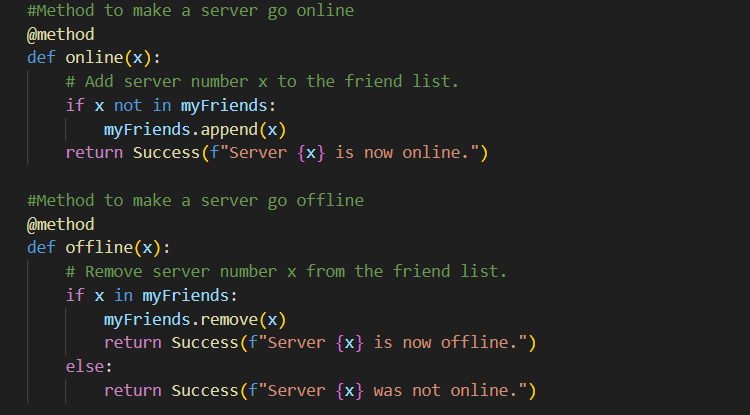 #Method to make a server go online
@method
def online(x):
    # Add server number x to the friend list.
    if x not in myFriends:
        myFriends.append(x)
    return Success(f"Server {x} is now online.")

#Method to make a server go offline
@method
def offline(x):
    # Remove server number x from the friend list.
    if x in myFriends:
        myFriends.remove(x)
        return Success(f"Server {x} is now offline.")
    else:
        return Success(f"Server {x} was not online.")